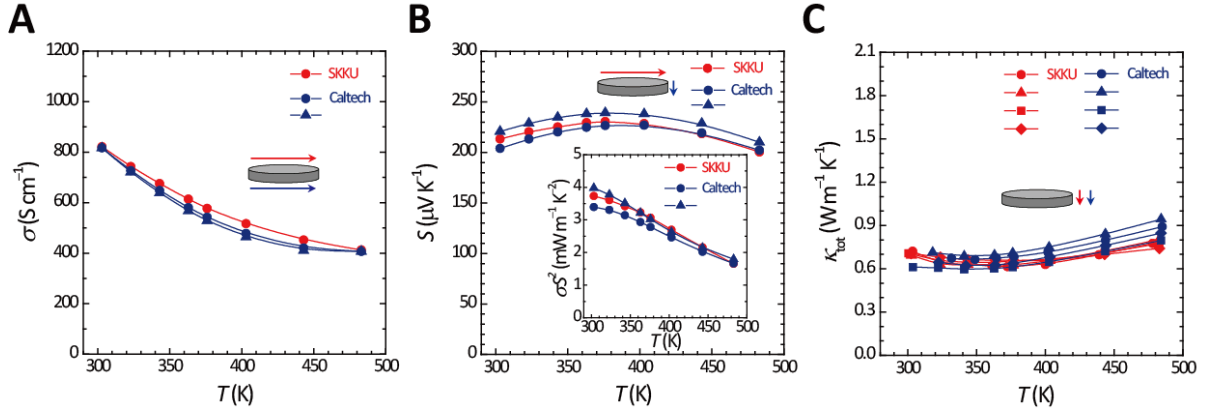 A
1200
1000
800
600
400
200
0
300
350
400
450
500
σ (S cm⁻¹)
T (K)
SKKU
Caltech
B
300
250
200
150
100
50
0
300
350
400
450
500
S (μV K⁻¹)
T (K)
SKKU
Caltech
5
4
3
2
1
0
300
350
400
450
500
σS² (mW m⁻¹ K⁻²)
T (K)
SKKU
Caltech
C
2.1
1.8
1.5
1.2
0.9
0.6
0.3
0.0
300
350
400
450
500
κtot (W m⁻¹ K⁻¹)
T (K)
SKKU
Caltech